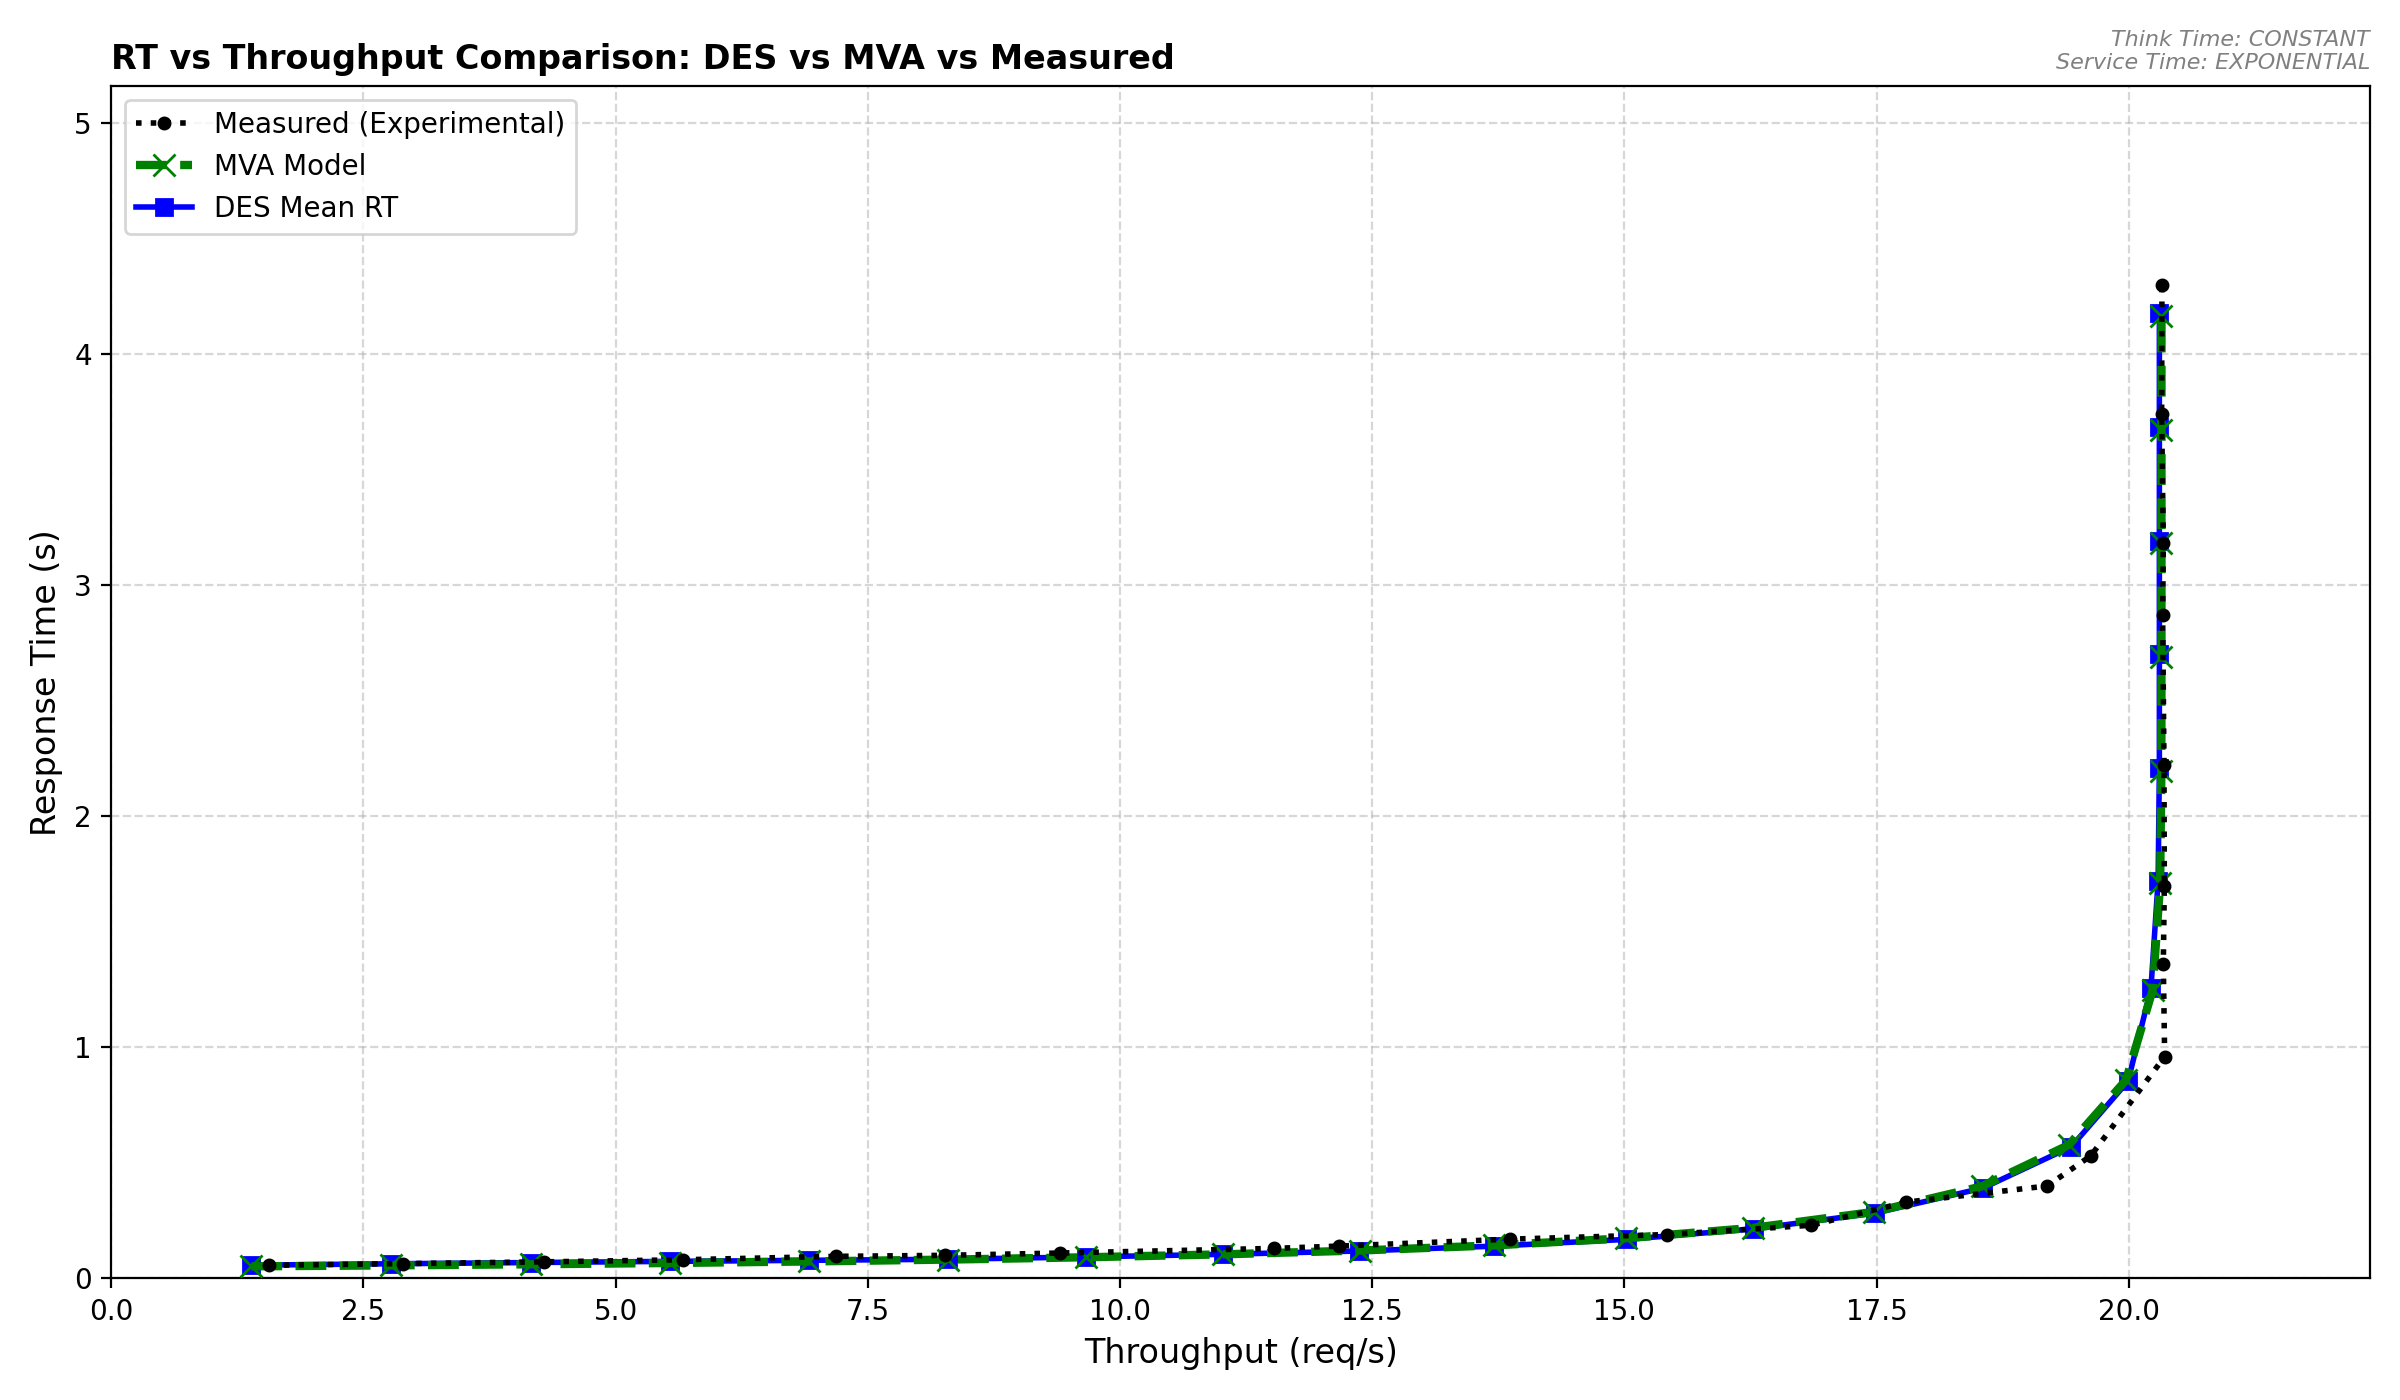 RT vs Throughput Comparison: DES vs MVA vs Measured
Think Time: CONSTANT
Service Time: EXPONENTIAL
Measured (Experimental)
MVA Model
DES Mean RT
Response Time (s)
5
4
3
2
1
0
0.0 2.5 5.0 7.5 10.0 12.5 15.0 17.5 20.0
Throughput (req/s)